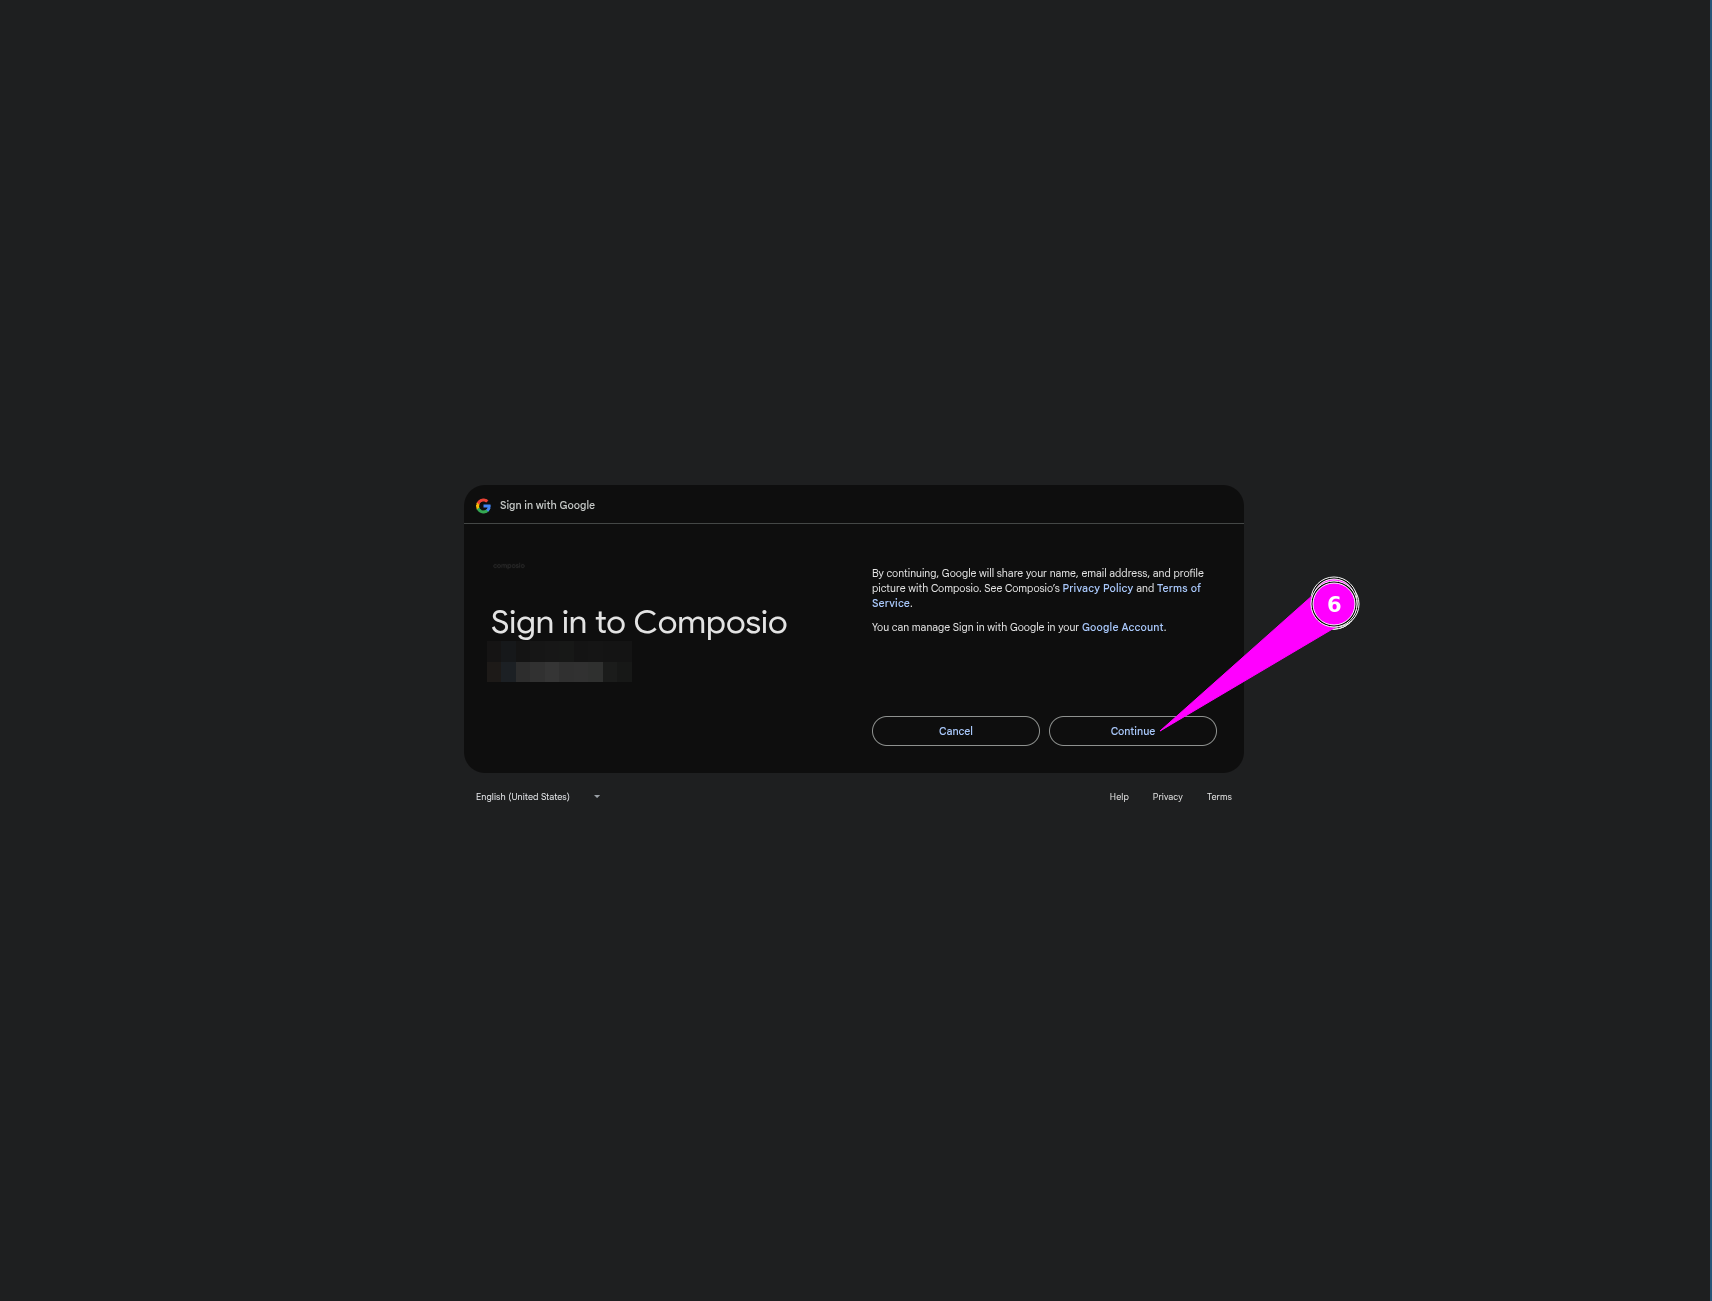 Sign in with Google
composio
Sign in to Composio
By continuing, Google will share your name, email address, and profile
picture with Composio. See Composio's Privacy Policy and Terms of
Service.
You can manage Sign in with Google in your Google Account.
6
Cancel
Continue
English (United States)
Help
Privacy
Terms